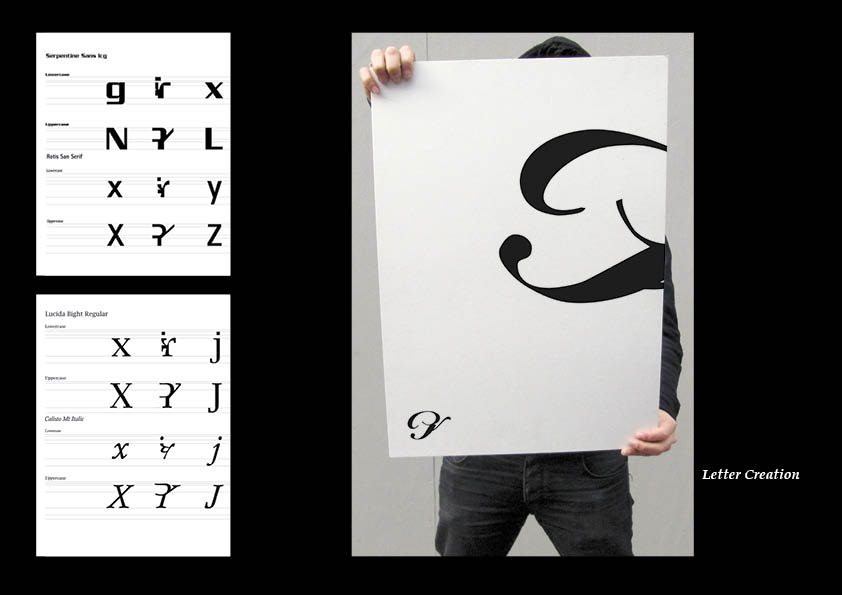 Serpentine Sans Icg
Lowercase
g x
Uppercase
N L
Rotis San Serif
Lowercase
x y
Uppercase
X Z
Lucida Bight Regular
Lowercase
x j
Uppercase
X J
Calisto Mt Italic
Lowercase
x j
Uppercase
X J
Letter Creation